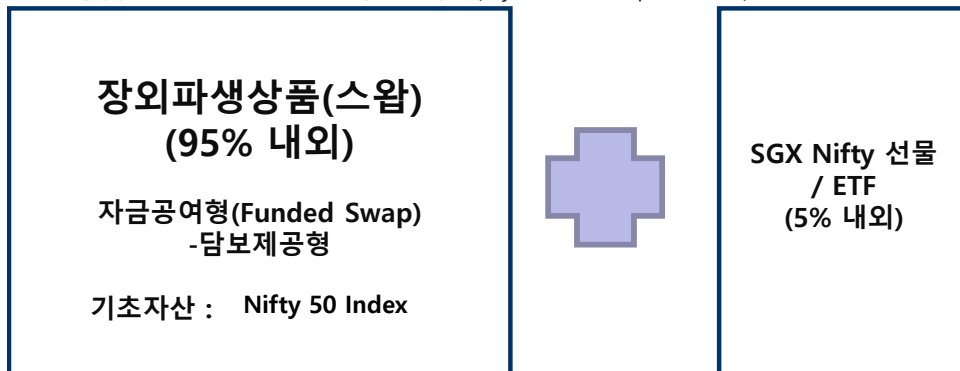 장외파생상품(스왑)
(95% 내외)
자금공여형(Funded Swap)
-담보제공형
기초자산 : Nifty 50 Index
SGX Nifty 선물
/ ETF
(5% 내외)